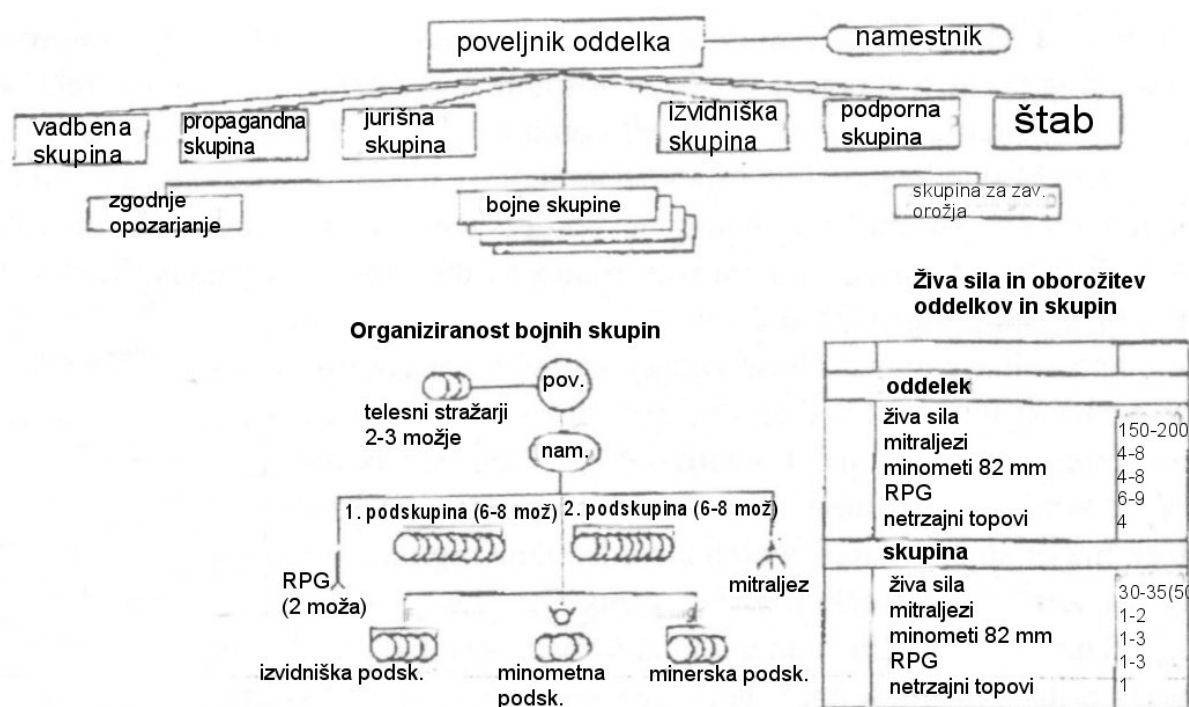 poveljnik oddelka
namestnik
vadbena
skupina
propagandna
skupina
jurišna
skupina
izvidniška
skupina
podporna
skupina
štab
zgodnje
opozarjanje
bojne skupine
skupina za zav.
orožja
Organiziranost bojnih skupin
pov.
telesni stražarji
2-3 možje
nam.
1. podskupina (6-8 mož)
2. podskupina (6-8 mož)
RPG
(2 moža)
mitraljez
izvidniška podsk.
minometna
podsk.
minerska podsk.
Živa sila in oborožitev
oddelkov in skupin
oddelek
živa sila 150-200
mitraljezi 4-8
minometi 82 mm 4-8
RPG 6-9
netrzajni topovi 4
skupina
živa sila 30-35(50
mitraljezi 1-2
minometi 82 mm 1-3
RPG 1-3
netrzajni topovi 1